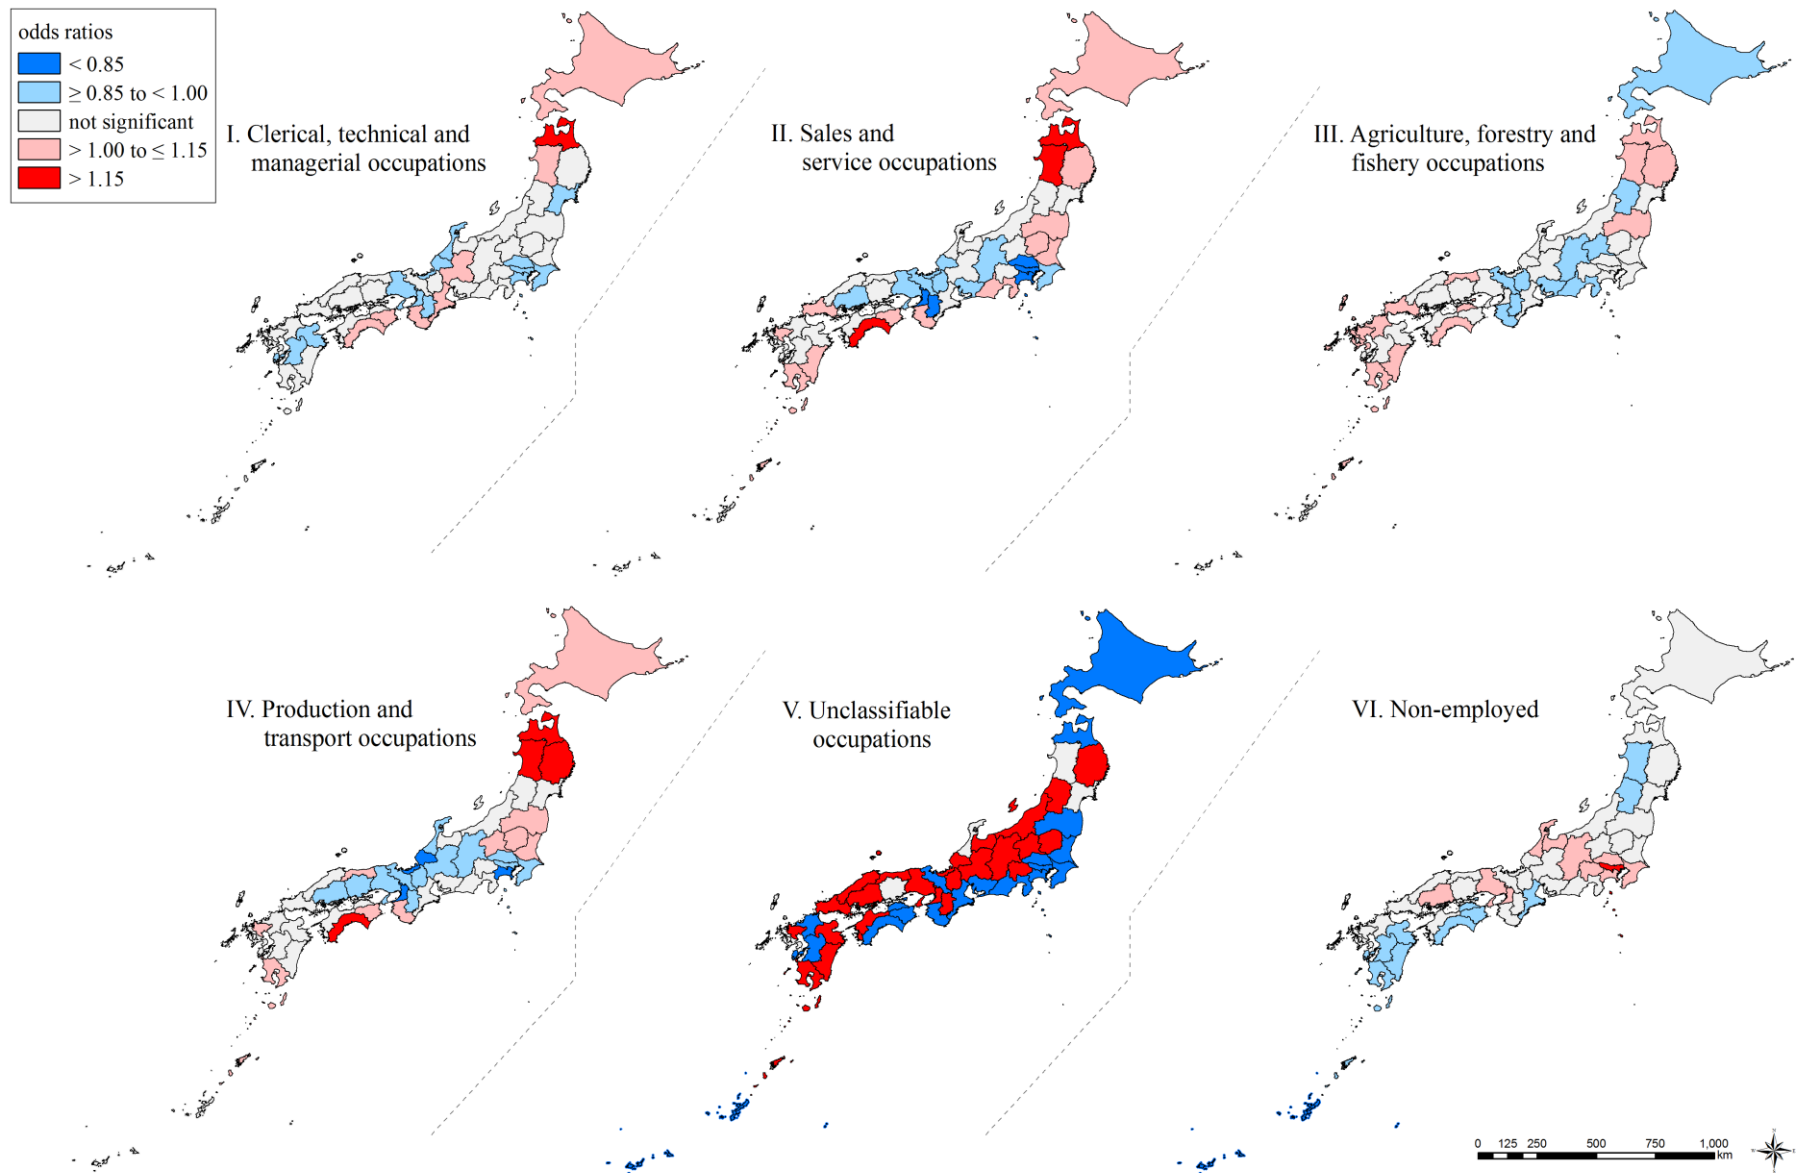 odds ratios
< 0.85
≥ 0.85 to < 1.00
not significant
> 1.00 to ≤ 1.15
> 1.15
I. Clerical, technical and
managerial occupations
II. Sales and
service occupations
III. Agriculture, forestry and
fishery occupations
IV. Production and
transport occupations
V. Unclassifiable
occupations
VI. Non-employed
0 125 250 500 750 1,000
km